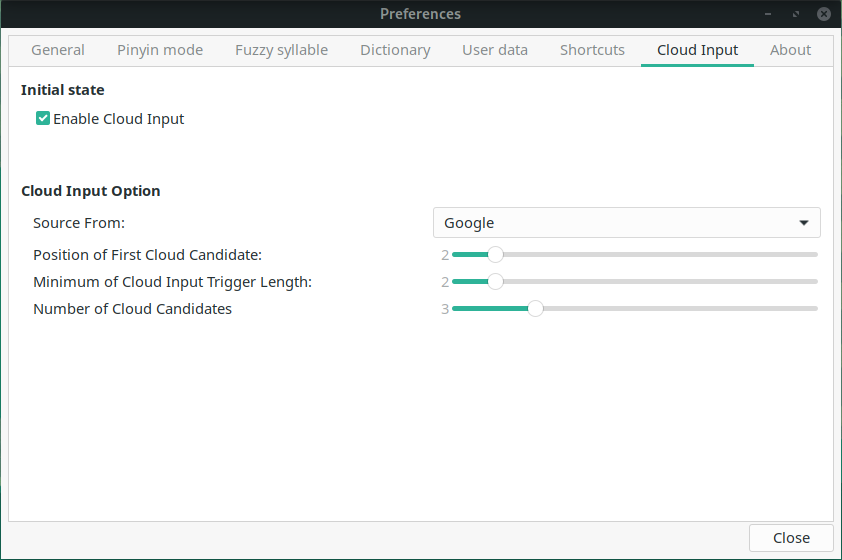 Preferences
General Pinyin mode Fuzzy syllable Dictionary User data Shortcuts Cloud Input About
Initial state
Enable Cloud Input
Cloud Input Option
Source From: Google
Position of First Cloud Candidate: 2
Minimum of Cloud Input Trigger Length: 2
Number of Cloud Candidates 3
Close